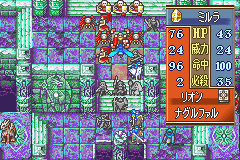 ミルラ
76 HP 43
24 威力 24
96 命中 100
2 必殺 35
リオン
ナグルファル